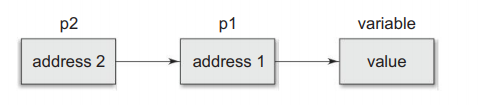 p2 p1 variable
address 2 address 1 value